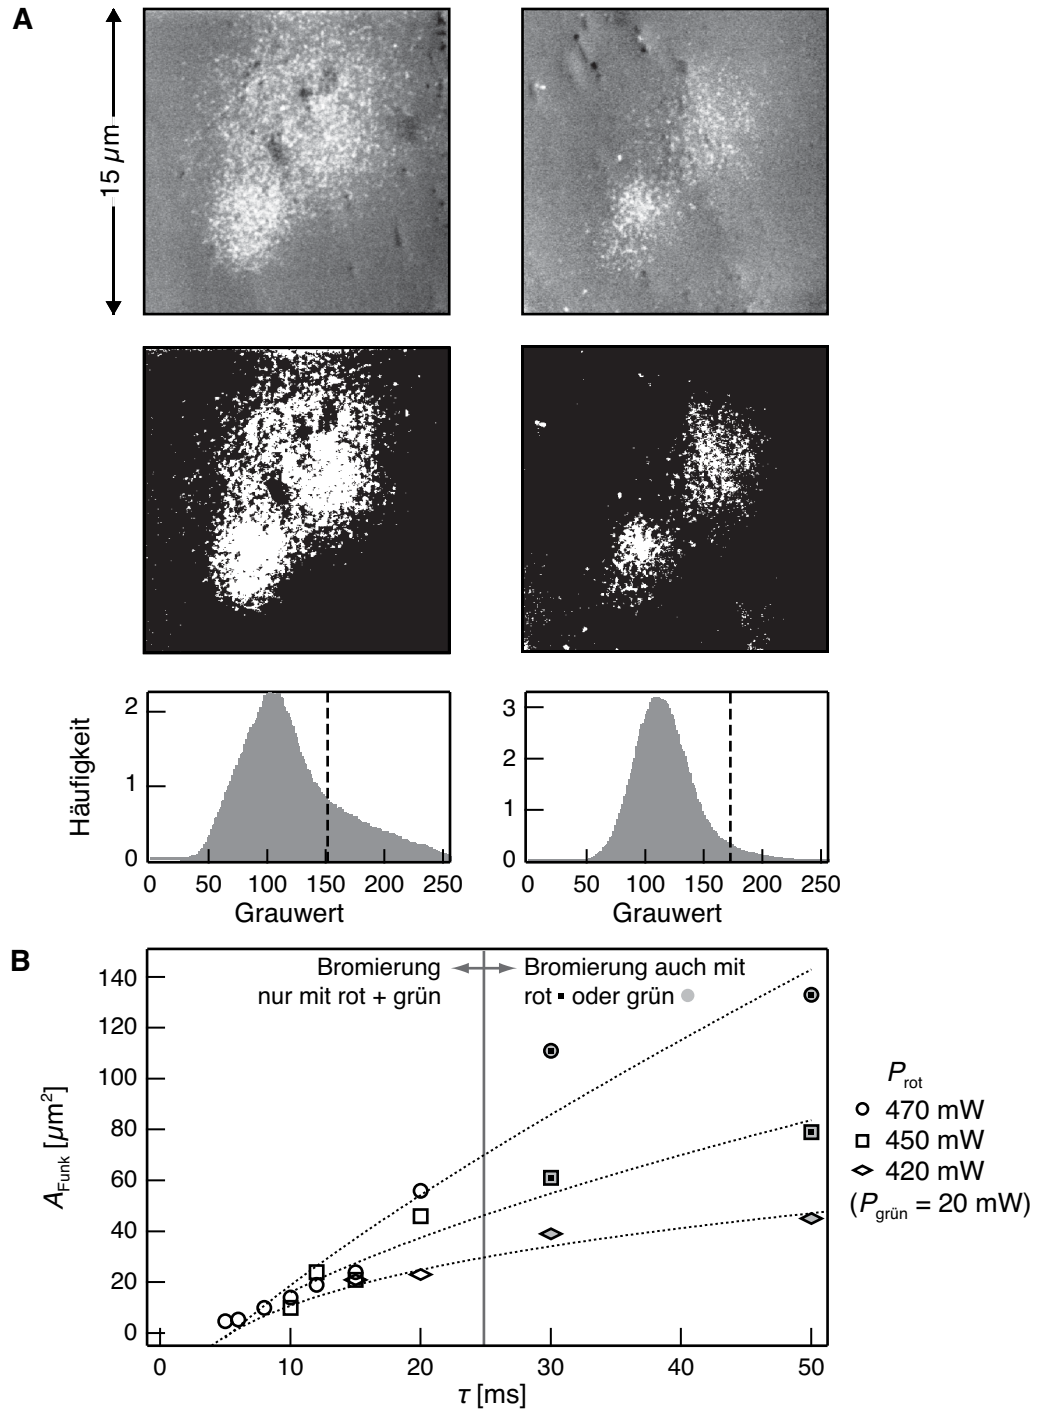 A
15 µm
Häufigkeit
2
1
0
0 50 100 150 200 250
Grauwert
3
2
1
0
0 50 100 150 200 250
Grauwert
B
Bromierung
nur mit rot + grün
Bromierung auch mit
rot oder grün
A_Funk [µm²]
140
120
100
80
60
40
20
0
0 10 20 30 40 50
τ [ms]
P_rot
470 mW
450 mW
420 mW
(P_grün = 20 mW)